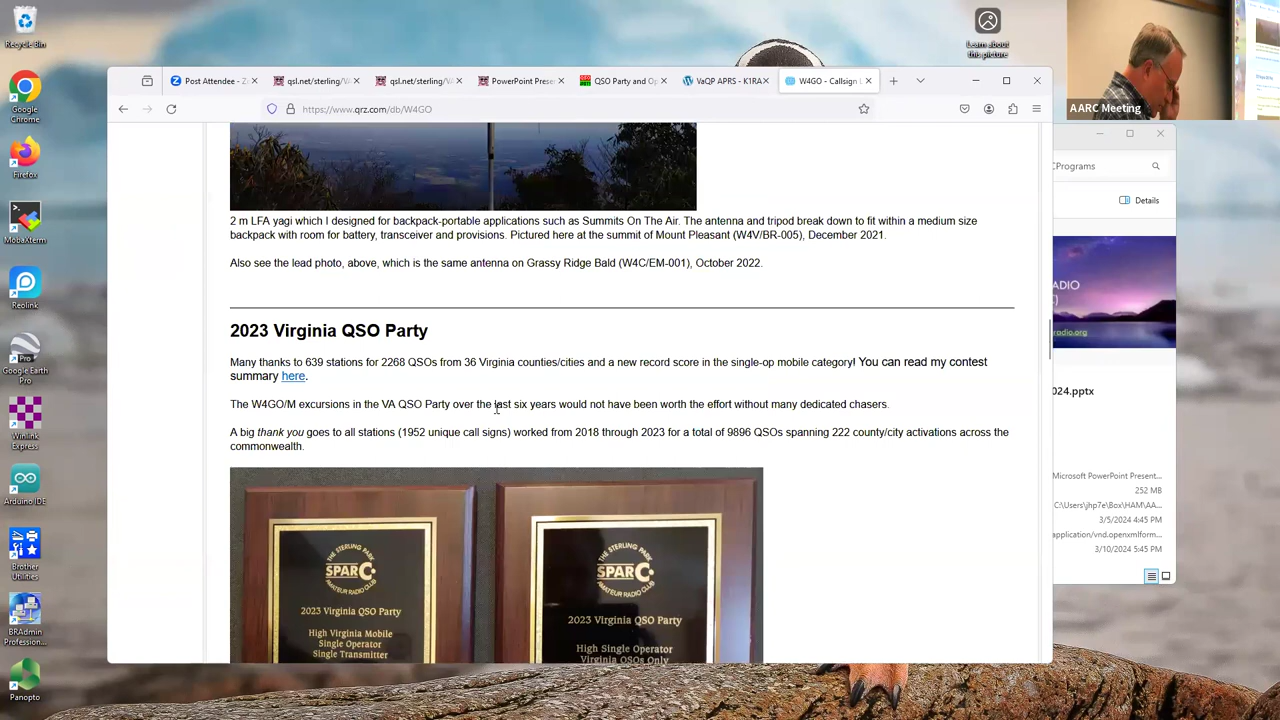 Recycle Bin
Learn about
this picture
Post Attendee - Z
qsl.net/sterling/VA
qsl.net/sterling/VA
PowerPoint Prese
QSO Party and Op
VaQP APRS - K1RA
W4GO - Callsign L
https://www.qrz.com/db/W4GO
AARC Meeting
Google
Chrome
Firefox
MobaXterm
Reolink
Google Earth
Pro
Winlink
Express
Arduino IDE
Brother
Utilities
BRAdmin
Profession...
Panopto
2 m LFA yagi which I designed for backpack-portable applications such as Summits On The Air. The antenna and tripod break down to fit within a medium size
backpack with room for battery, transceiver and provisions. Pictured here at the summit of Mount Pleasant (W4V/BR-005), December 2021.
Also see the lead photo, above, which is the same antenna on Grassy Ridge Bald (W4C/EM-001), October 2022.
2023 Virginia QSO Party
Many thanks to 639 stations for 2268 QSOs from 36 Virginia counties/cities and a new record score in the single-op mobile category! You can read my contest
summary here.
The W4GO/M excursions in the VA QSO Party over the last six years would not have been worth the effort without many dedicated chasers.
A big thank you goes to all stations (1952 unique call signs) worked from 2018 through 2023 for a total of 9896 QSOs spanning 222 county/city activations across the
commonwealth.
THE STERLING PARK
SPARC
AMATEUR RADIO CLUB
2023 Virginia QSO Party
High Virginia Mobile
Single Operator
Single Transmitter
THE STERLING PARK
SPARC
AMATEUR RADIO CLUB
2023 Virginia QSO Party
High Single Operator
Virginia QSOs Only
CPrograms
Details
ADIO
C)
radio.org
024.pptx
Microsoft PowerPoint Present...
252 MB
C:\Users\jhp7e\Box\HAM\AA...
3/5/2024 4:45 PM
application/vnd.openxmlform...
3/10/2024 5:45 PM